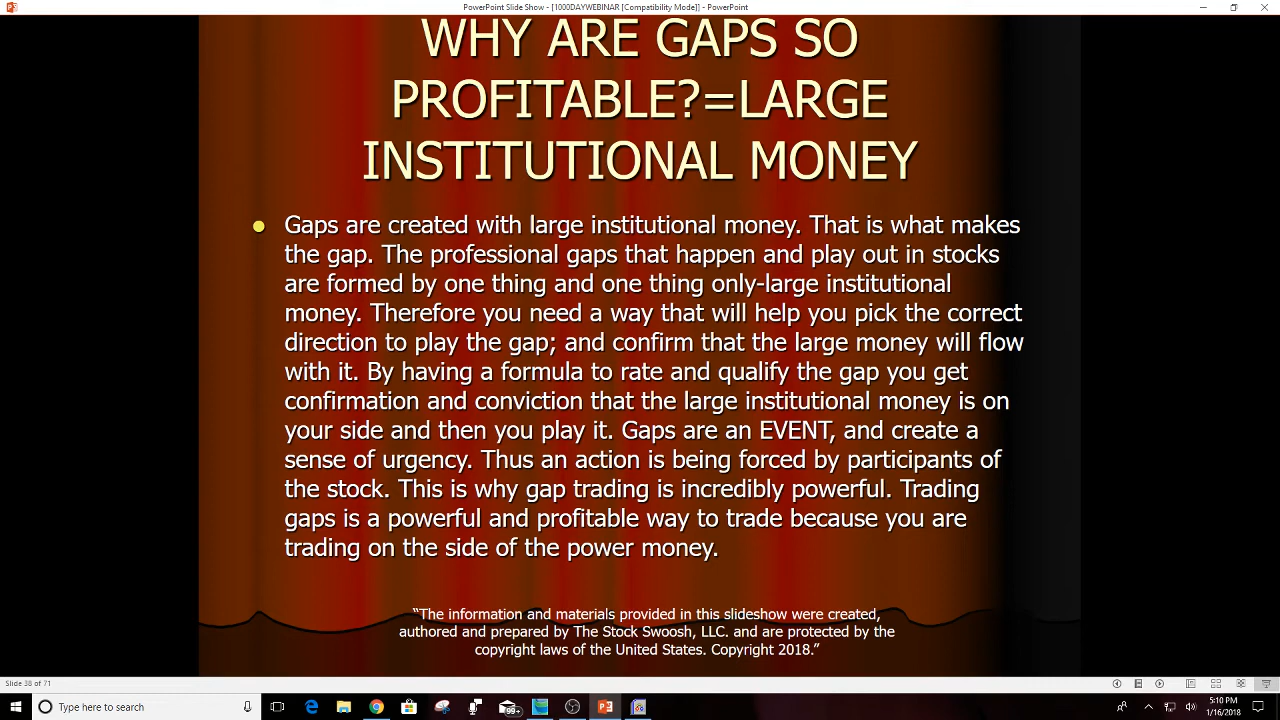 PowerPoint Slide Show - [1000DAYWEBINAR [Compatibility Mode]] - PowerPoint
WHY ARE GAPS SO
PROFITABLE?=LARGE
INSTITUTIONAL MONEY
Gaps are created with large institutional money. That is what makes
the gap. The professional gaps that happen and play out in stocks
are formed by one thing and one thing only-large institutional
money. Therefore you need a way that will help you pick the correct
direction to play the gap; and confirm that the large money will flow
with it. By having a formula to rate and qualify the gap you get
confirmation and conviction that the large institutional money is on
your side and then you play it. Gaps are an EVENT, and create a
sense of urgency. Thus an action is being forced by participants of
the stock. This is why gap trading is incredibly powerful. Trading
gaps is a powerful and profitable way to trade because you are
trading on the side of the power money.
“The information and materials provided in this slideshow were created,
authored and prepared by The Stock Swoosh, LLC. and are protected by the
copyright laws of the United States. Copyright 2018.”
Slide 38 of 71
Type here to search
99+
5:10 PM
1/16/2018